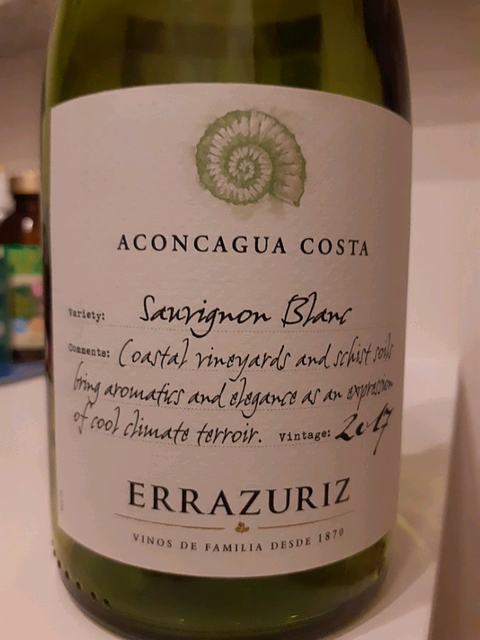 ACONCAGUA COSTA
Variety: Sauvignon Blanc
Comments: Coastal vineyards and schist soils
bring aromatics and elegance as an expression
of cool climate terroir. Vintage: 2017
ERRAZURIZ
VINOS DE FAMILIA DESDE 1870